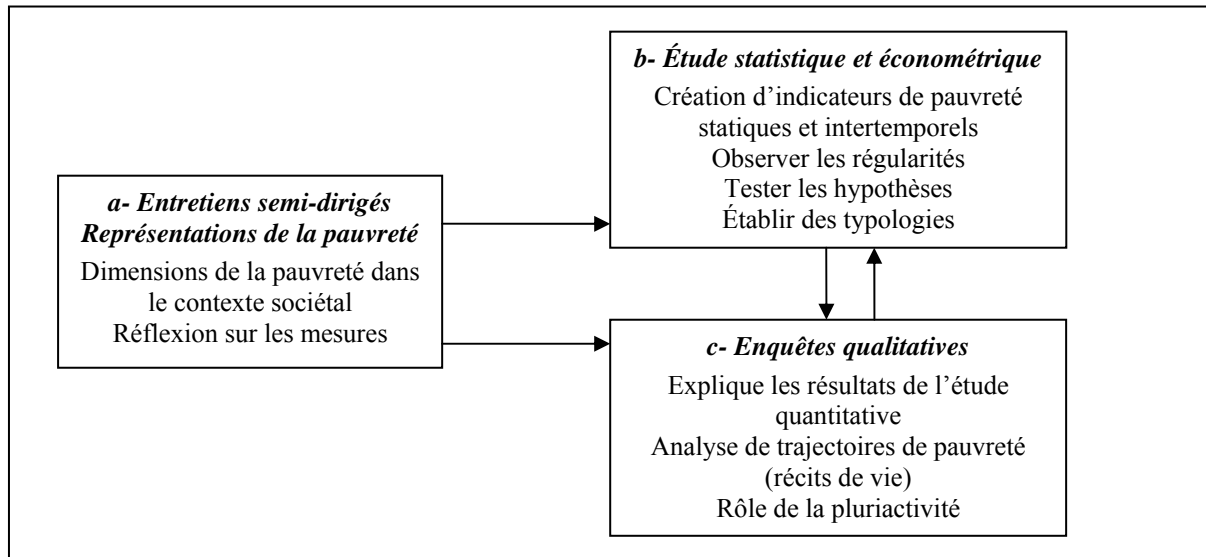 a- Entretiens semi-dirigés
Représentations de la pauvreté
Dimensions de la pauvreté dans
le contexte sociétal
Réflexion sur les mesures
b- Étude statistique et économétrique
Création d’indicateurs de pauvreté
statiques et intertemporels
Observer les régularités
Tester les hypothèses
Établir des typologies
c- Enquêtes qualitatives
Explique les résultats de l’étude
quantitative
Analyse de trajectoires de pauvreté
(récits de vie)
Rôle de la pluriactivité